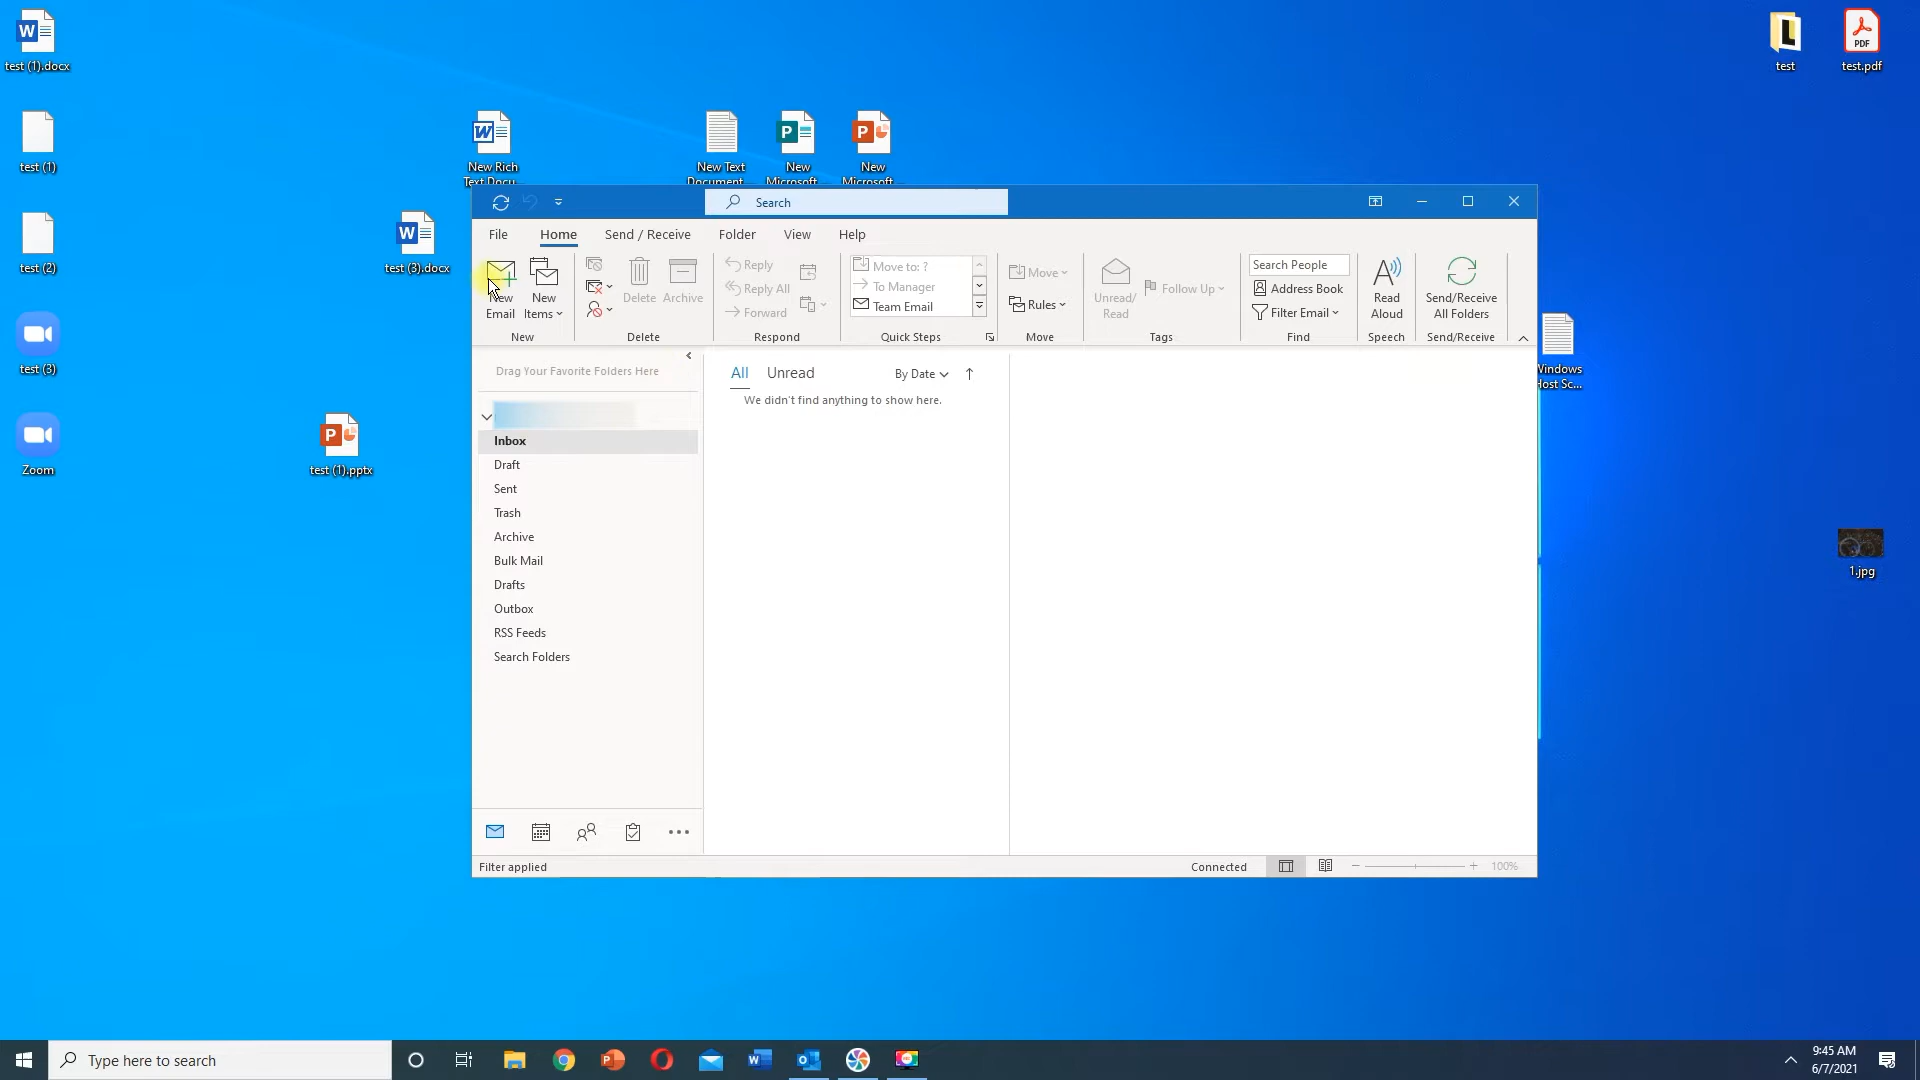 test (1).docx
test
test.pdf
PDF
test (1)
New Rich
Text Docu...
New Text
Document...
New
Microsoft...
New
Microsoft...
test (2)
test (3).docx
test (3)
Zoom
test (1).pptx
1.jpg
Search
File
Home
Send / Receive
Folder
View
Help
New
Email
New
Items
New
Delete
Archive
Delete
Reply
Reply All
Forward
Respond
Move to: ?
To Manager
Team Email
Quick Steps
Move
Rules
Move
Unread/
Read
Follow Up
Tags
Search People
Address Book
Filter Email
Find
Read
Aloud
Speech
Send/Receive
All Folders
Send/Receive
Windows
Host Sc...
Drag Your Favorite Folders Here
All
Unread
By Date
We didn't find anything to show here.
Inbox
Draft
Sent
Trash
Archive
Bulk Mail
Drafts
Outbox
RSS Feeds
Search Folders
Filter applied
Connected
100%
Type here to search
9:45 AM
6/7/2021